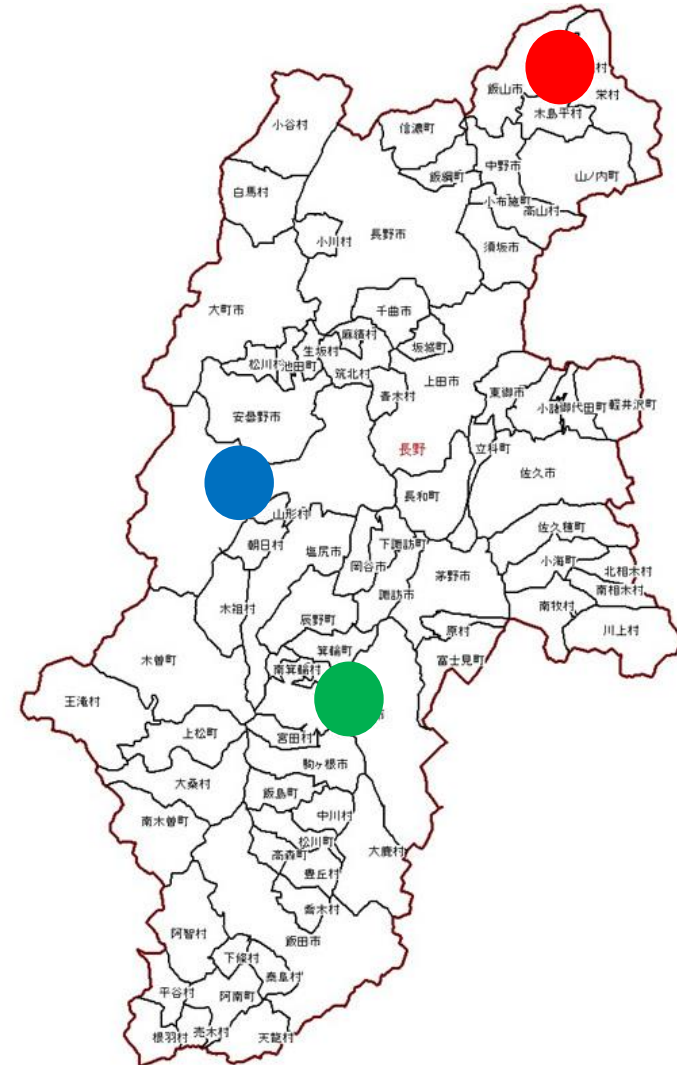 村
飯山市
栄村
木島平村
小谷村
信濃町
中野市
飯綱町
山ノ内町
白馬村
小布施町
高山村
小川村
長野市
須坂市
大町市
千曲市
麻績村
生坂村
坂城町
松川村
池田町
筑北村
上田市
青木村
東御市
小諸
御代田町
軽井沢町
安曇野市
長野
立科町
佐久市
長和町
山形村
佐久穂町
朝日村
塩尻市
下諏訪町
岡谷市
小海町
茅野市
北相木村
南相木村
諏訪市
木祖村
辰野町
南牧村
原村
川上村
箕輪町
富士見町
木曽町
南箕輪村
王滝村
市
上松町
宮田村
駒ヶ根市
大桑村
飯島町
中川村
南木曽町
松川町
高森町
大鹿村
豊丘村
喬木村
阿智村
飯田市
下條村
泰阜村
平谷村
阿南町
根羽村
売木村
天龍村